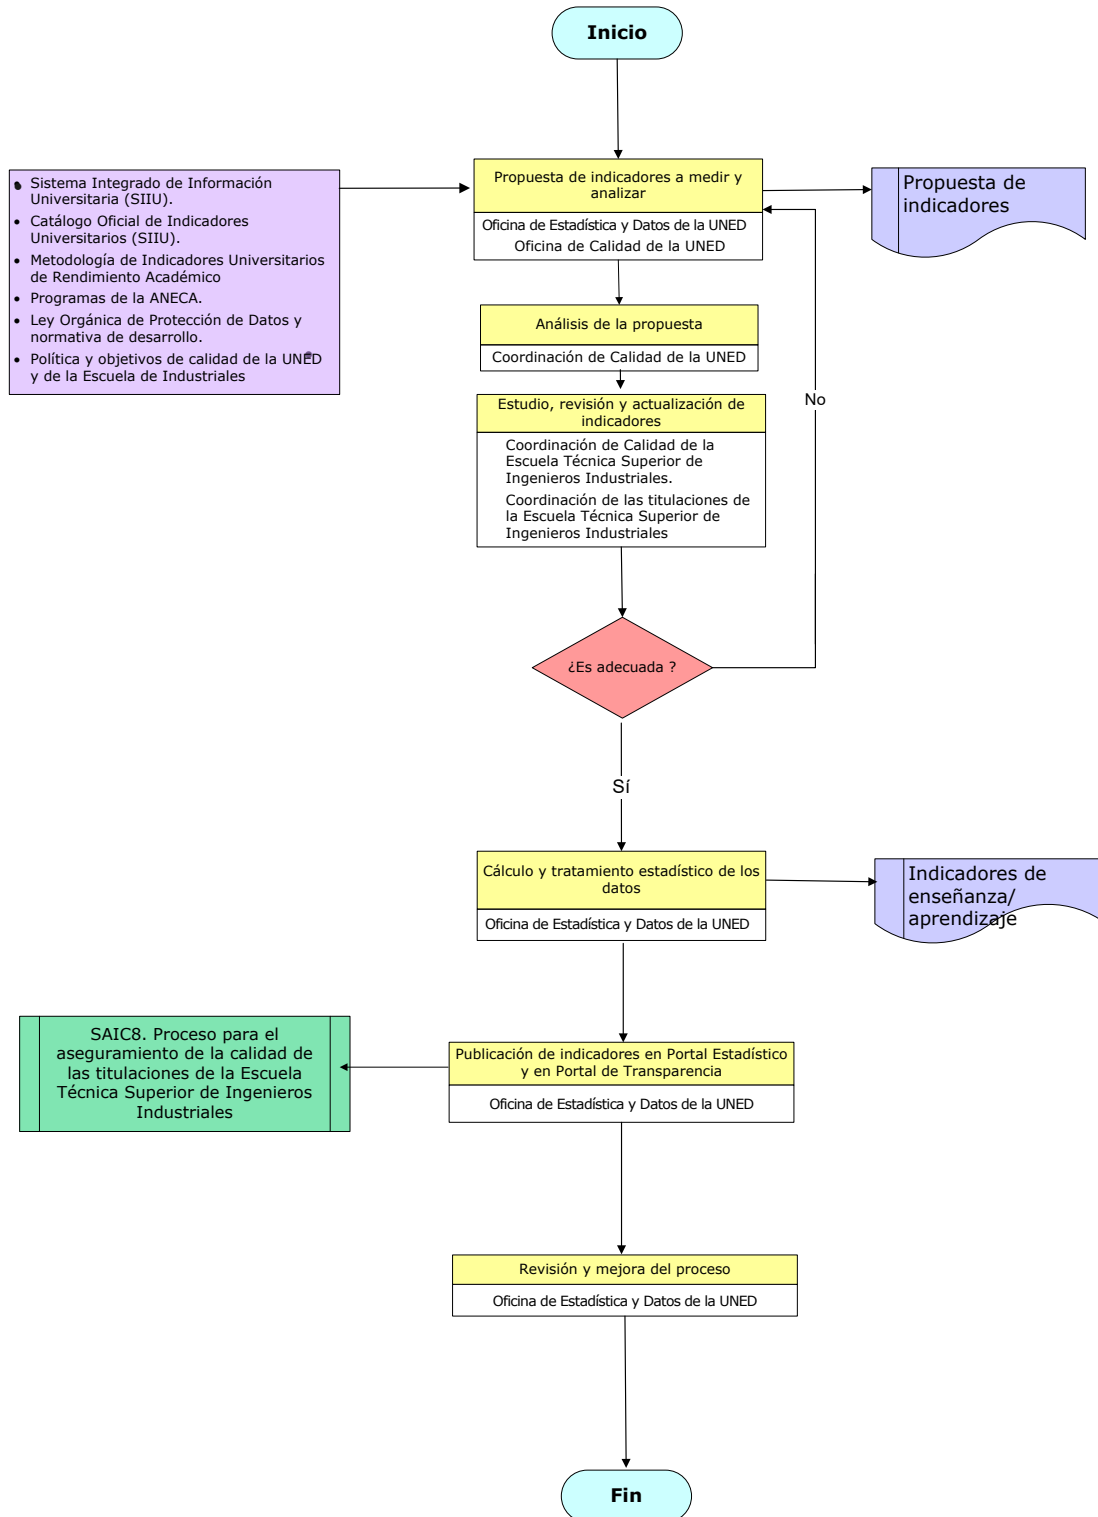 Inicio
• Sistema Integrado de Información
Universitaria (SIIU).
• Catálogo Oficial de Indicadores
Universitarios (SIIU).
• Metodología de Indicadores Universitarios
de Rendimiento Académico
• Programas de la ANECA.
• Ley Orgánica de Protección de Datos y
normativa de desarrollo.
• Política y objetivos de calidad de la UNED
y de la Escuela de Industriales
Propuesta de indicadores a medir y
analizar
Oficina de Estadística y Datos de la UNED
Oficina de Calidad de la UNED
Propuesta de
indicadores
Análisis de la propuesta
Coordinación de Calidad de la UNED
Estudio, revisión y actualización de
indicadores
Coordinación de Calidad de la
Escuela Técnica Superior de
Ingenieros Industriales.
Coordinación de las titulaciones de
la Escuela Técnica Superior de
Ingenieros Industriales
No
¿Es adecuada ?
Sí
Cálculo y tratamiento estadístico de los
datos
Oficina de Estadística y Datos de la UNED
Indicadores de
enseñanza/
aprendizaje
SAIC8. Proceso para el
aseguramiento de la calidad de
las titulaciones de la Escuela
Técnica Superior de Ingenieros
Industriales
Publicación de indicadores en Portal Estadístico
y en Portal de Transparencia
Oficina de Estadística y Datos de la UNED
Revisión y mejora del proceso
Oficina de Estadística y Datos de la UNED
Fin